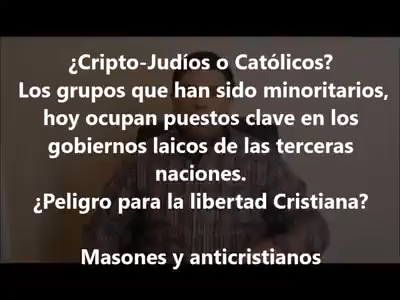 ¿Cripto-Judíos o Católicos?
Los grupos que han sido minoritarios,
hoy ocupan puestos clave en los
gobiernos laicos de las terceras
naciones.
¿Peligro para la libertad Cristiana?
Masones y anticristianos